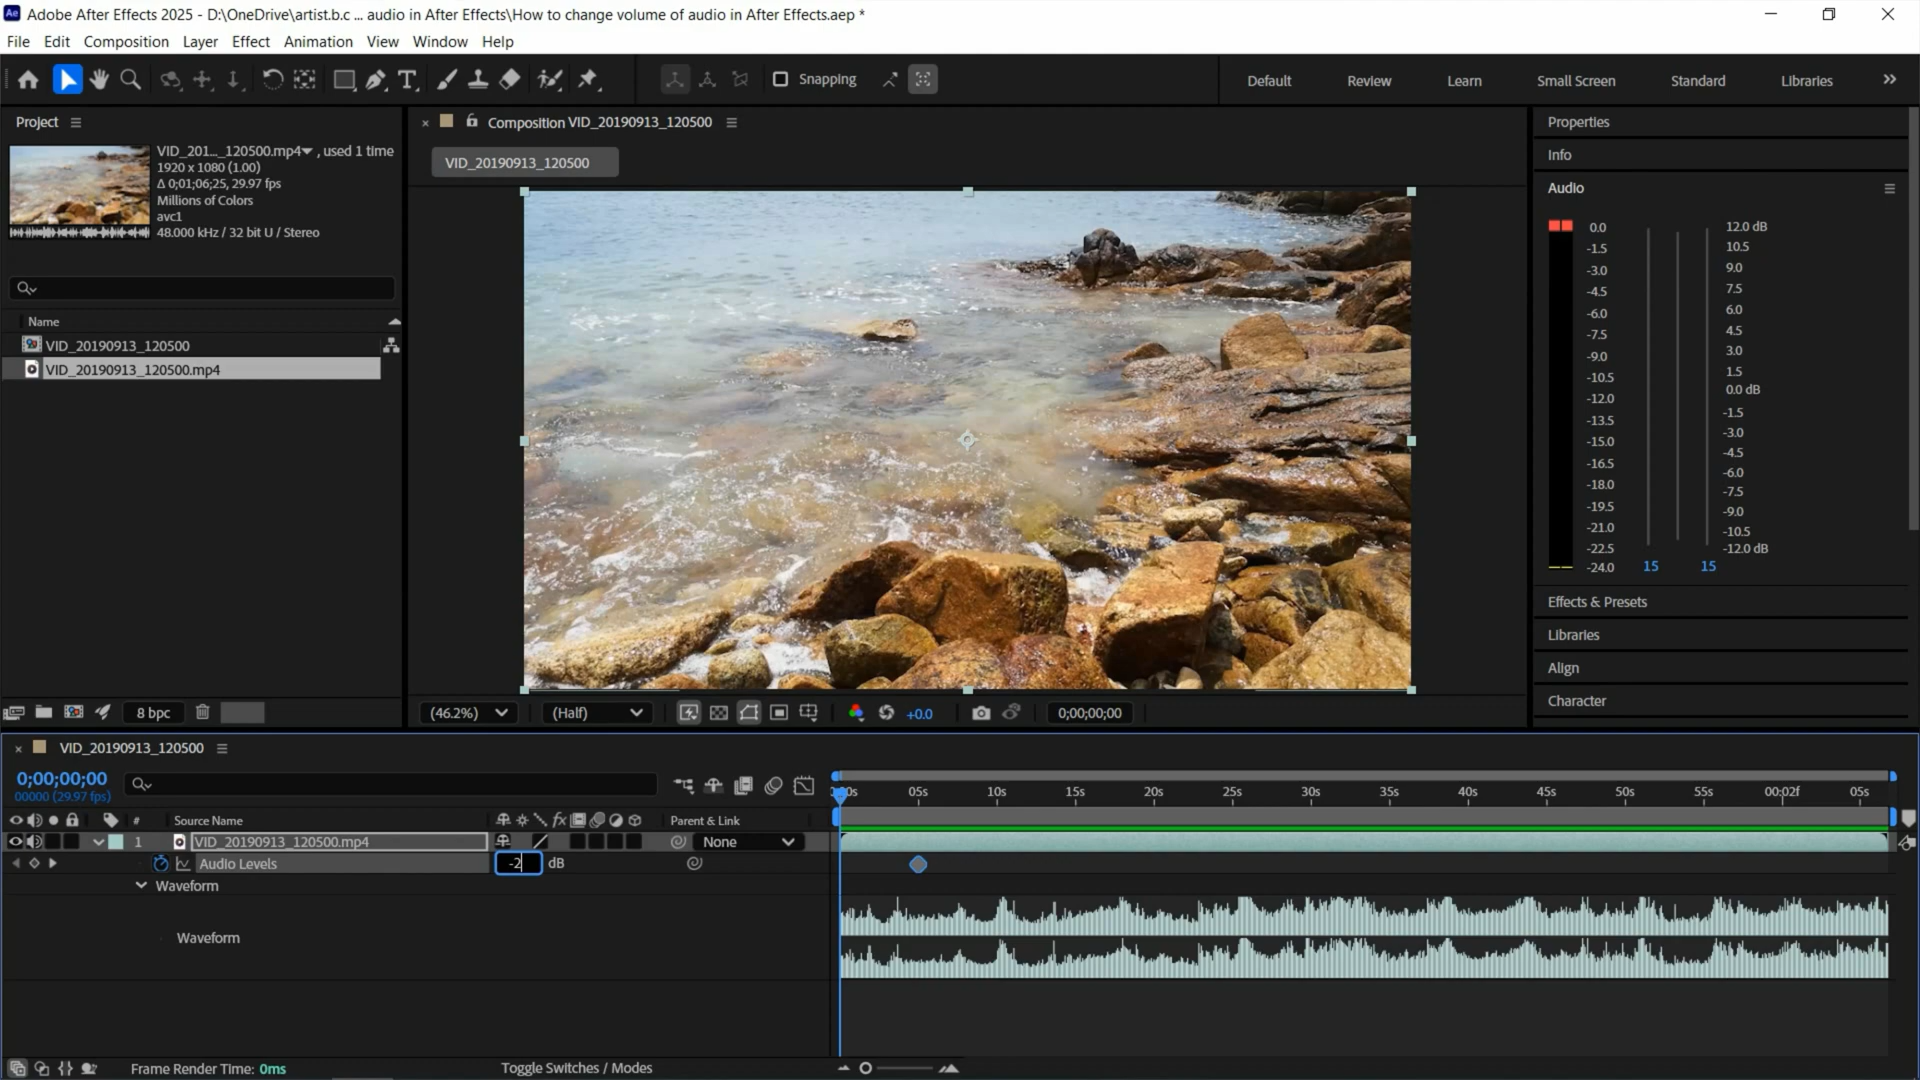 Ae Adobe After Effects 2025 - D:\OneDrive\artist.b.c ... audio in After Effects\How to change volume of audio in After Effects.aep *
File Edit Composition Layer Effect Animation View Window Help
T Snapping Default Review Learn Small Screen Standard Libraries
Project
VID_201..._120500.mp4 , used 1 time
1920 x 1080 (1.00)
Δ 0;01;06;25, 29.97 fps
Millions of Colors
avc1
48.000 kHz / 32 bit U / Stereo
Name
VID_20190913_120500
VID_20190913_120500.mp4
8 bpc
Composition VID_20190913_120500
VID_20190913_120500
(46.2%) (Half) +0.0 0;00;00;00
Properties
Info
Audio
0.0 12.0 dB
-1.5 10.5
-3.0 9.0
-4.5 7.5
-6.0 6.0
-7.5 4.5
-9.0 3.0
-10.5 1.5
-12.0 0.0 dB
-13.5 -1.5
-15.0 -3.0
-16.5 -4.5
-18.0 -6.0
-19.5 -7.5
-21.0 -9.0
-22.5 -10.5
-24.0 -12.0 dB
15 15
Effects & Presets
Libraries
Align
Character
VID_20190913_120500
0;00;00;00
00000 (29.97 fps)
05s 10s 15s 20s 25s 30s 35s 40s 45s 50s 55s 00:02f 05s
# Source Name fx Parent & Link
1 VID_20190913_120500.mp4 None
Audio Levels -2 dB
Waveform
Waveform
Frame Render Time: 0ms Toggle Switches / Modes